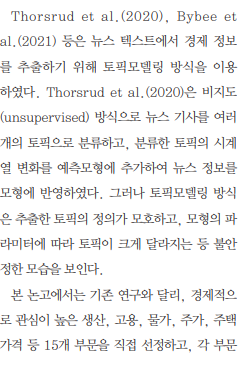 Thorsrud et al.(2020), Bybee et
al.(2021) 등은 뉴스 텍스트에서 경제 정보
를 추출하기 위해 토픽모델링 방식을 이용
하였다. Thorsrud et al.(2020)은 비지도
(unsupervised) 방식으로 뉴스 기사를 여러
개의 토픽으로 분류하고, 분류한 토픽의 시계
열 변화를 예측모형에 추가하여 뉴스 정보를
모형에 반영하였다. 그러나 토픽모델링 방식
은 추출한 토픽의 정의가 모호하고, 모형의 파
라미터에 따라 토픽이 크게 달라지는 등 불안
정한 모습을 보인다.
본 논고에서는 기존 연구와 달리, 경제적으
로 관심이 높은 생산, 고용, 물가, 주가, 주택
가격 등 15개 부문을 직접 선정하고, 각 부문